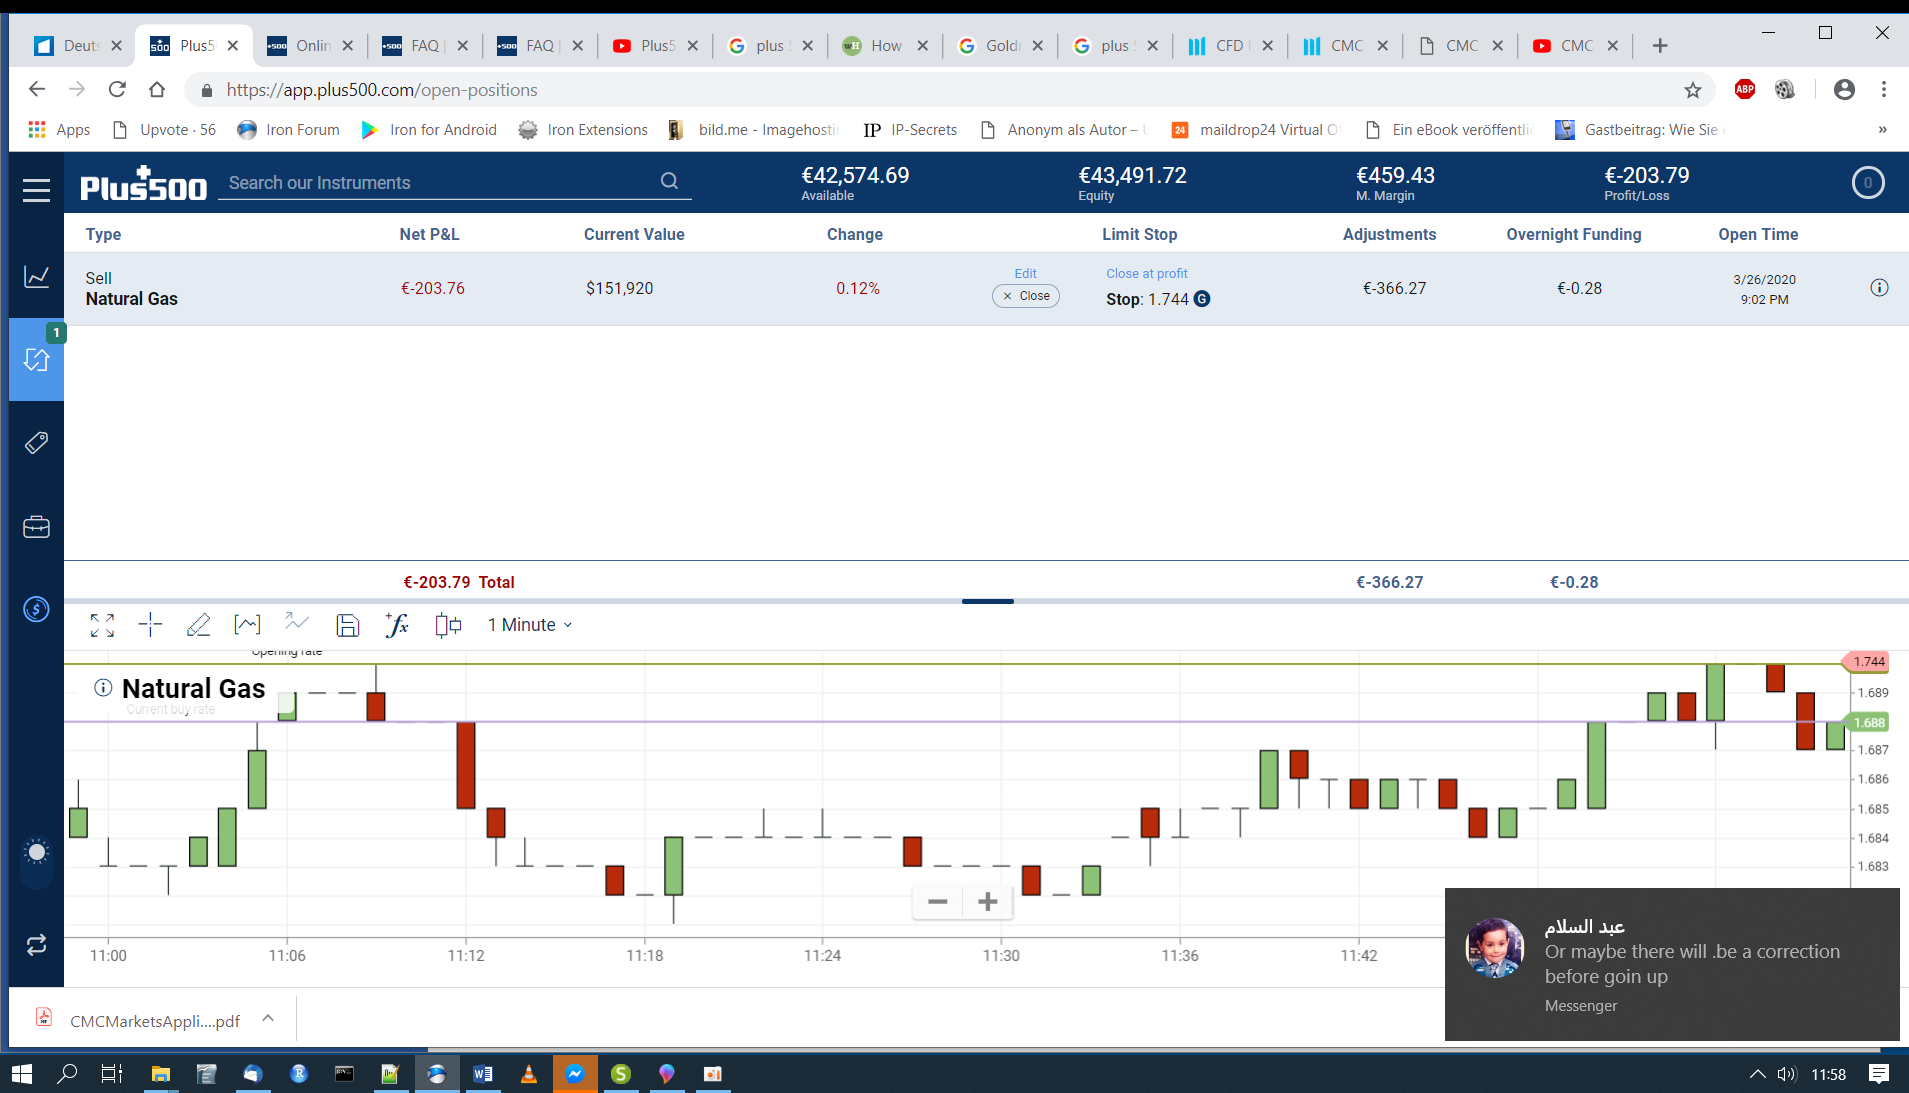 Deuts
Plus5
Onlin
FAQ
FAQ
Plus5
plus
How
Gold
plus
CFD
CMC
CMC
CMC
https://app.plus500.com/open-positions
ABP
Apps
Upvote · 56
Iron Forum
Iron for Android
Iron Extensions
bild.me - Imagehosti
IP IP-Secrets
Anonym als Autor –
24 maildrop24 Virtual O
Ein eBook veröffentlic
Gastbeitrag: Wie Sie
»
Plus500
Search our Instruments
€42,574.69
Available
€43,491.72
Equity
€459.43
M. Margin
€-203.79
Profit/Loss
0
Type Net P&L Current Value Change Limit Stop Adjustments Overnight Funding Open Time
Sell
Natural Gas
€-203.76
$151,920
0.12%
Edit
Close
Close at profit
Stop: 1.744 G
€-366.27
€-0.28
3/26/2020
9:02 PM
1
€-203.79 Total €-366.27 €-0.28
1 Minute
Opening rate
Natural Gas
Current buy rate
1.744
1.689
1.688
1.687
1.686
1.685
1.684
1.683
11:00 11:06 11:12 11:18 11:24 11:30 11:36 11:42
عبد السلام
Or maybe there will .be a correction
before goin up
Messenger
CMCMarketsAppli....pdf
11:58